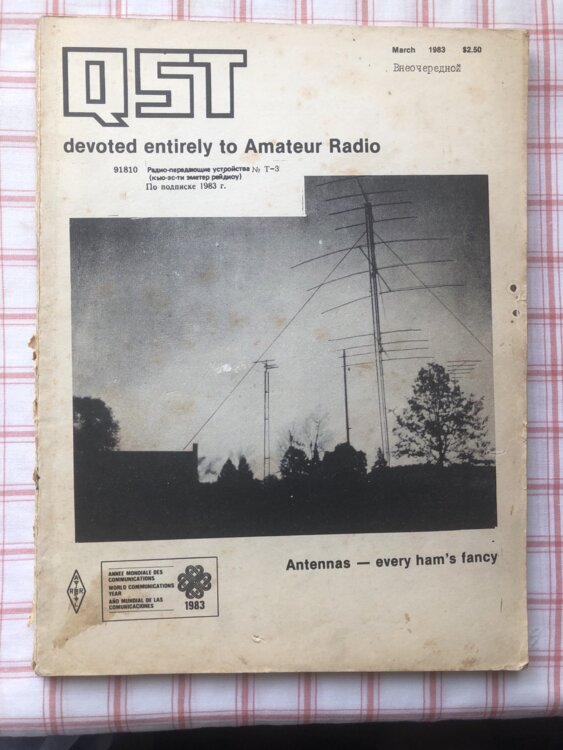 QST
March 1983 $2.50
Внеочередной
devoted entirely to Amateur Radio
91810 Радио-передающие устройства № Т-3
(кью-эс-ти эметер рейдиоу)
По подписке 1983 г.
Antennas — every ham's fancy
ANNEE MONDIALE DES
COMMUNICATIONS
WORLD COMMUNICATIONS
YEAR
AÑO MUNDIAL DE LAS
COMUNICACIONES
1983
ARRL